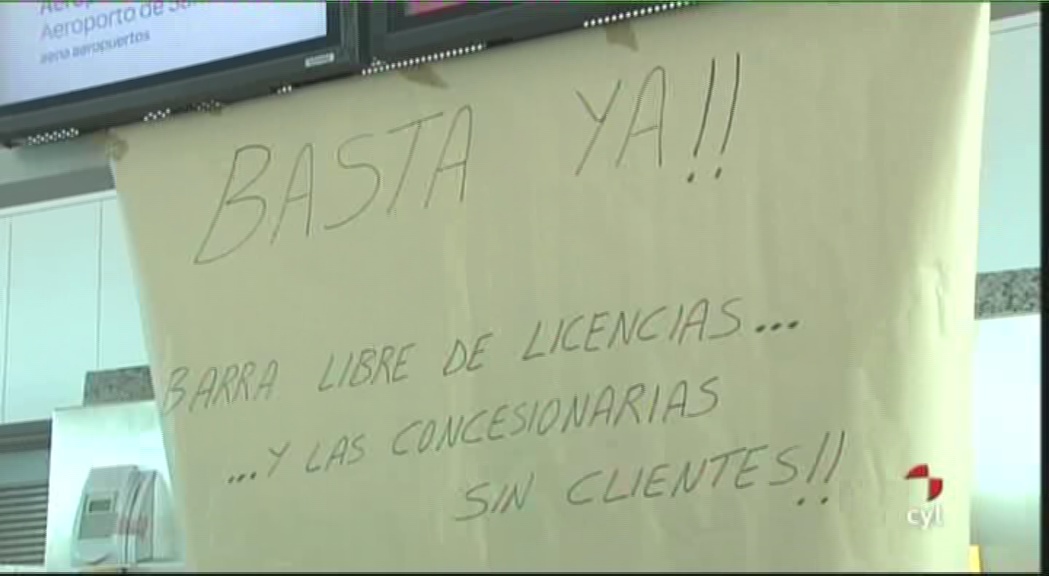 Aeroporto de
aena aeropuertos
BASTA YA!!
BARRA LIBRE DE LICENCIAS...
...Y LAS CONCESIONARIAS
SIN CLIENTES!!
cyl